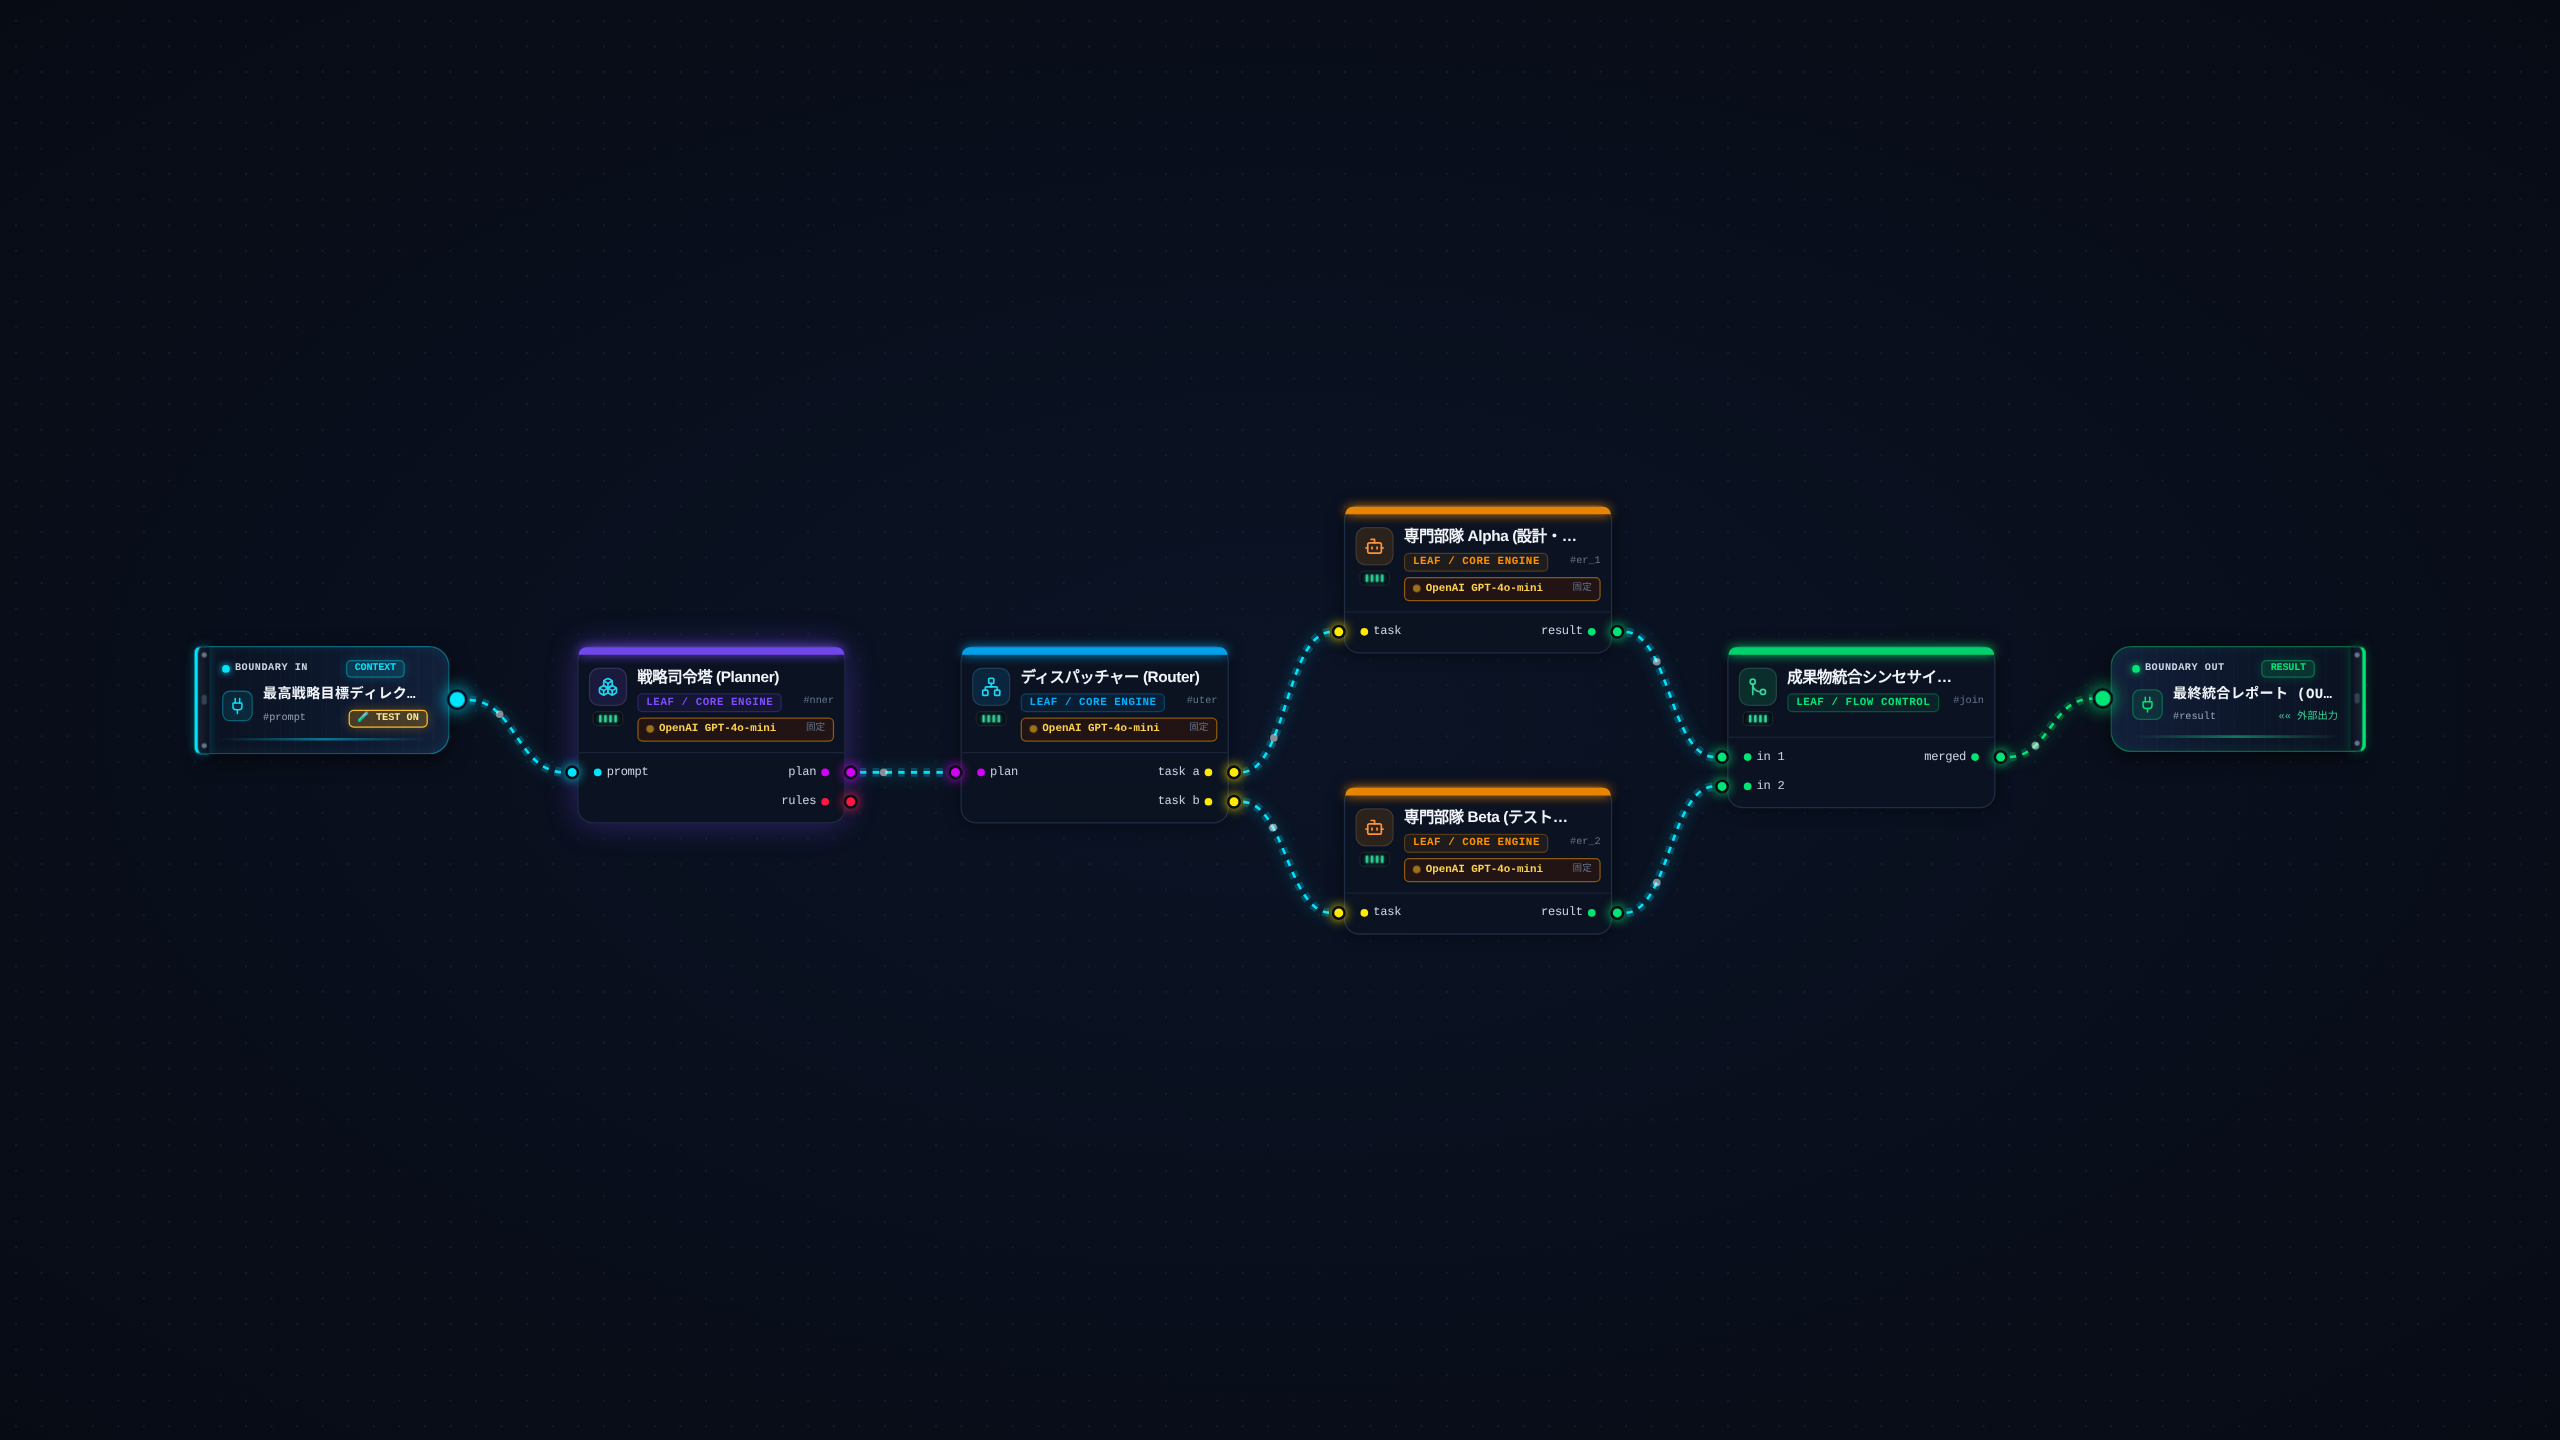 BOUNDARY IN
CONTEXT
最高戦略目標ディレク…
#prompt
TEST ON
戦略司令塔 (Planner)
LEAF / CORE ENGINE
#nner
OpenAI GPT-4o-mini
固定
prompt
plan
rules
ディスパッチャー (Router)
LEAF / CORE ENGINE
#uter
OpenAI GPT-4o-mini
固定
plan
task a
task b
専門部隊 Alpha (設計・…
LEAF / CORE ENGINE
#er_1
OpenAI GPT-4o-mini
固定
task
result
専門部隊 Beta (テスト…
LEAF / CORE ENGINE
#er_2
OpenAI GPT-4o-mini
固定
task
result
成果物統合シンセサイ…
LEAF / FLOW CONTROL
#join
in 1
merged
in 2
BOUNDARY OUT
RESULT
最終統合レポート (OU…
#result
«« 外部出力